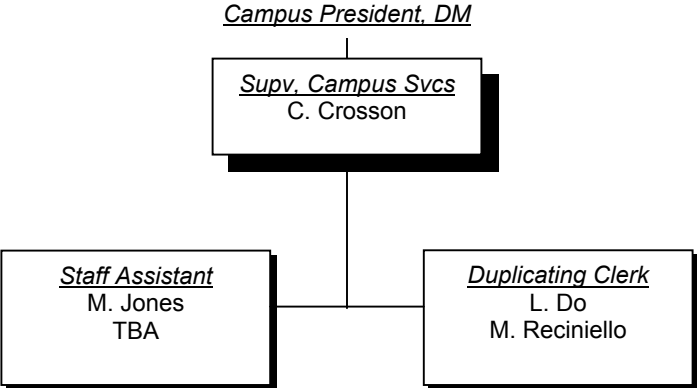 Campus President, DM
Supv, Campus Svcs
C. Crosson
Staff Assistant
M. Jones
TBA
Duplicating Clerk
L. Do
M. Reciniello